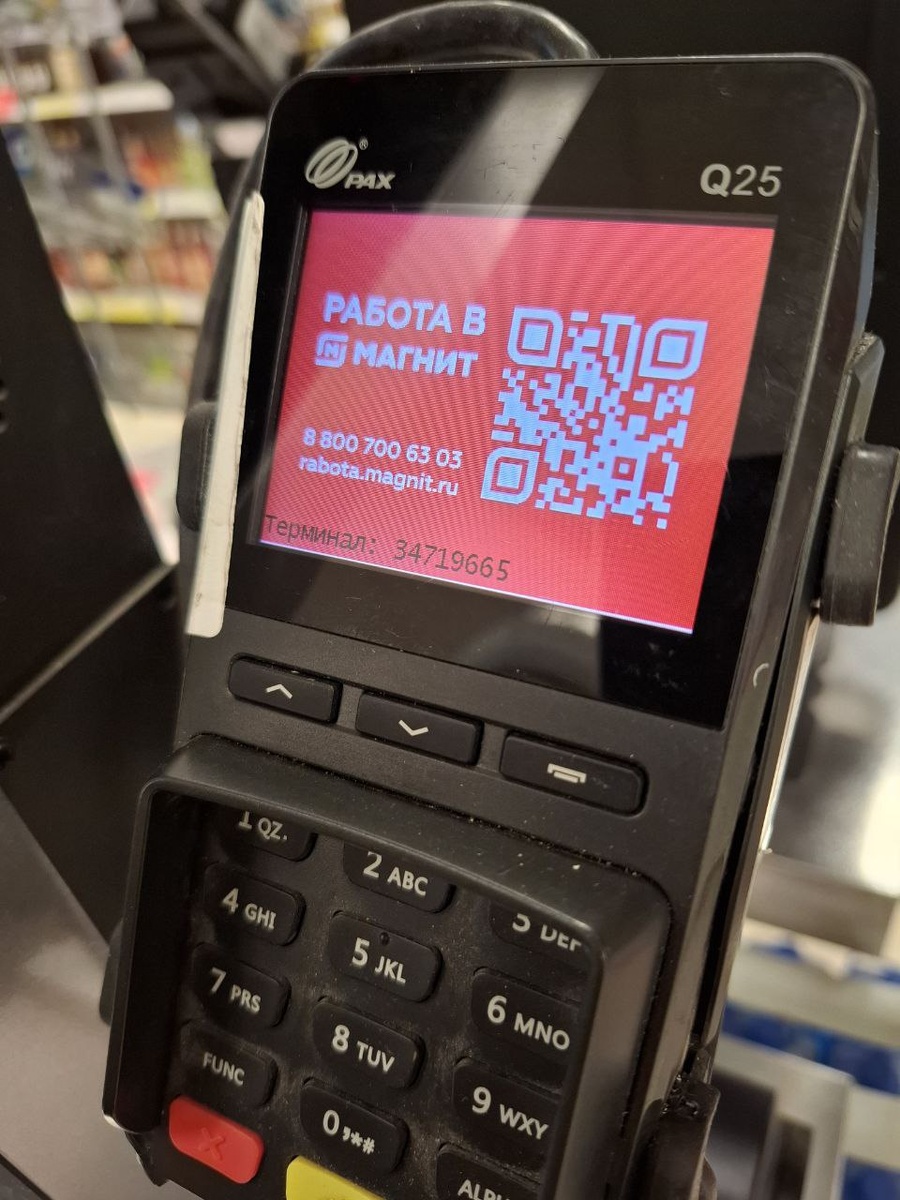 PAX®
Q25
РАБОТА В
МАГНИТ
8 800 700 63 03
rabota.magnit.ru
Терминал: 34719665
1 QZ.
2 ABC
3 DEF
4 GHI
5 JKL
6 MNO
7 PRS
8 TUV
9 WXY
FUNC
0,*#